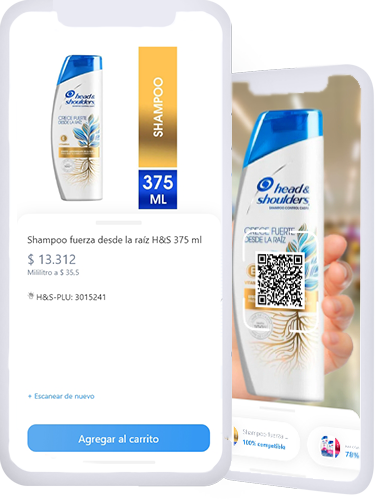 head &
shoulders
CRECE FUERTE
DESDE LA RAÍZ
SHAMPOO
375
ML
Shampoo fuerza desde la raíz H&S 375 ml
$ 13.312
Mililitro a $ 35.5
H&S-PLU: 3015241
+ Escanear de nuevo
Agregar al carrito
head &
shoulders
CRECE FUERTE
DESDE LA RAÍZ
Shampoo fuerza ...
100% compatible
78%